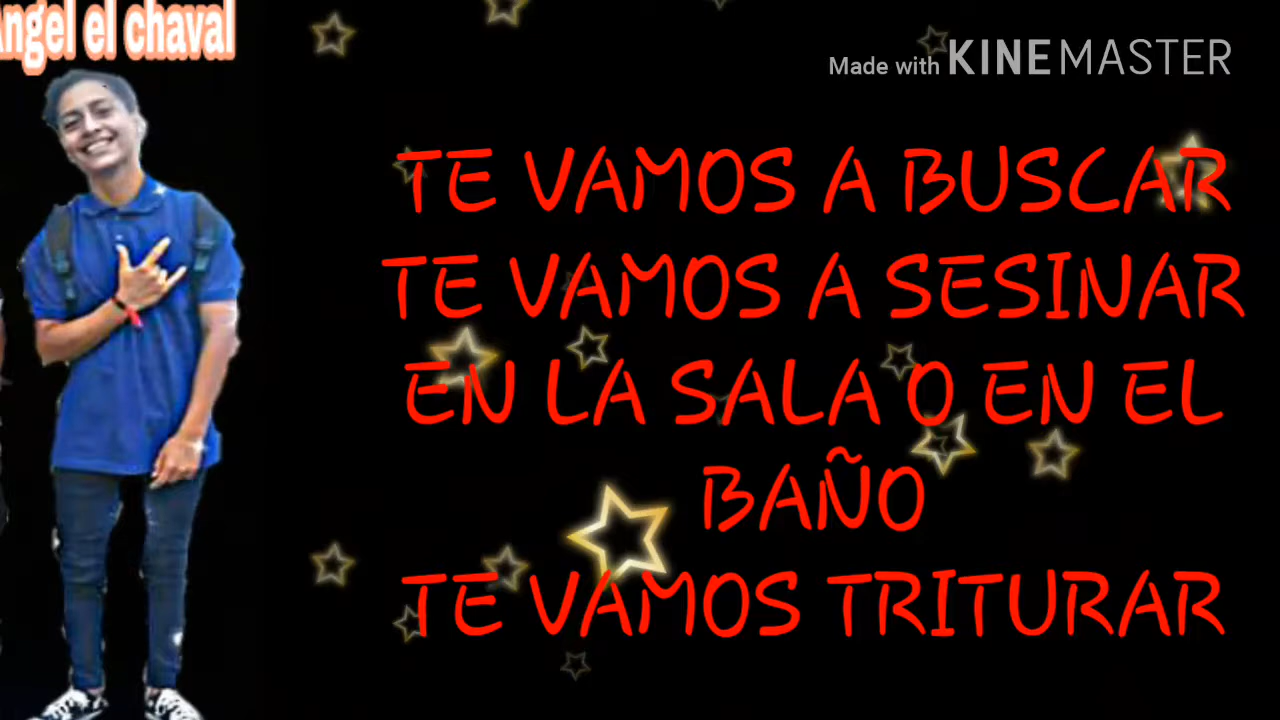 Angel el chaval
Made with KINEMASTER
TE VAMOS A BUSCAR
TE VAMOS A SESINAR
EN LA SALA O EN EL
BAÑO
TE VAMOS TRITURAR